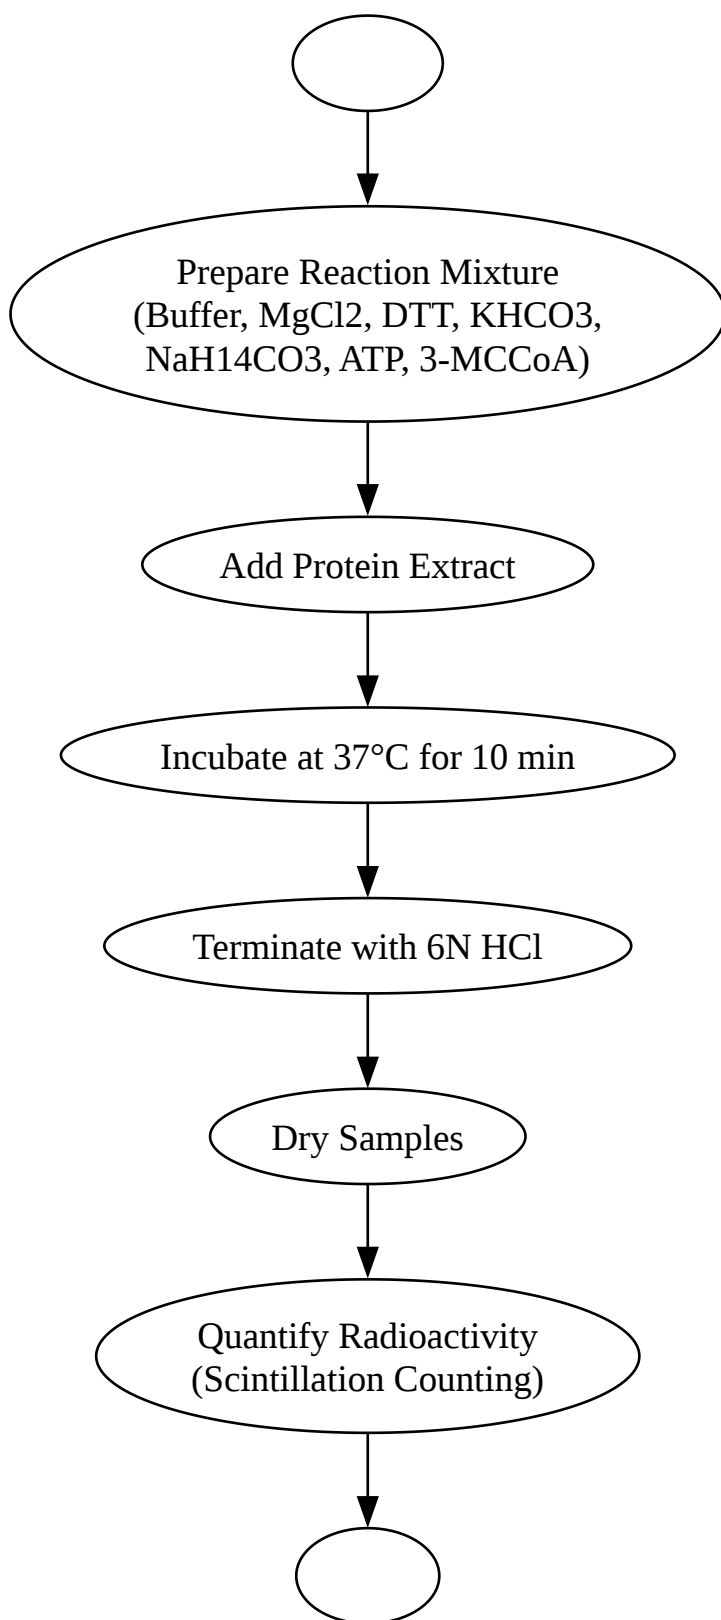 Prepare Reaction Mixture
(Buffer, MgCl2, DTT, KHCO3,
NaH14CO3, ATP, 3-MCCoA)
Add Protein Extract
Incubate at 37°C for 10 min
Terminate with 6N HCl
Dry Samples
Quantify Radioactivity
(Scintillation Counting)